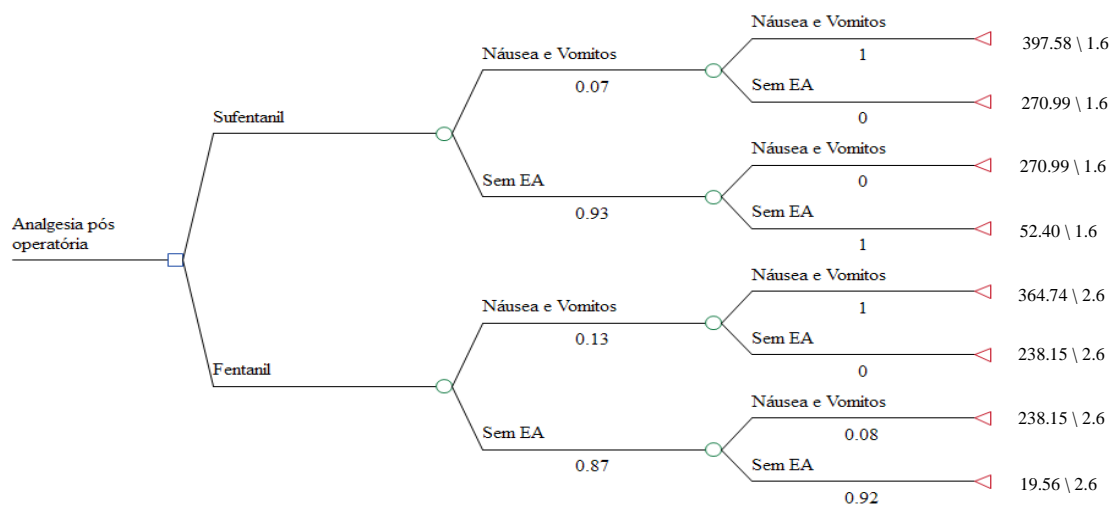 Náusea e Vomitos
397.58 \ 1.6
1
Náusea e Vomitos
0.07
Sem EA
270.99 \ 1.6
0
Sufentanil
Náusea e Vomitos
270.99 \ 1.6
0
Sem EA
0.93
Sem EA
52.40 \ 1.6
1
Analgesia pós
operatória
Náusea e Vomitos
364.74 \ 2.6
1
Náusea e Vomitos
0.13
Sem EA
238.15 \ 2.6
0
Fentanil
Náusea e Vomitos
238.15 \ 2.6
0.08
Sem EA
0.87
Sem EA
19.56 \ 2.6
0.92